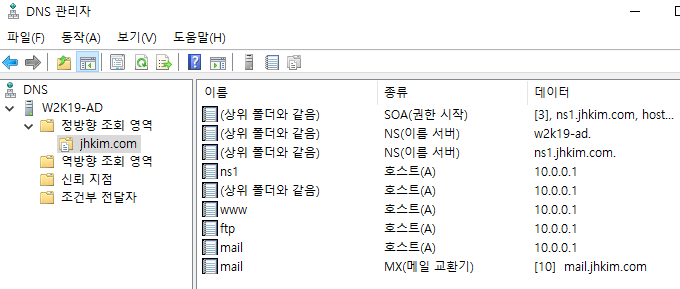 DNS 관리자
파일(F) 동작(A) 보기(V) 도움말(H)
DNS
W2K19-AD
정방향 조회 영역
jhkim.com
역방향 조회 영역
신뢰 지점
조건부 전달자
이름 종류 데이터
(상위 폴더와 같음) SOA(권한 시작) [3], ns1.jhkim.com, host...
(상위 폴더와 같음) NS(이름 서버) w2k19-ad.
(상위 폴더와 같음) NS(이름 서버) ns1.jhkim.com.
ns1 호스트(A) 10.0.0.1
(상위 폴더와 같음) 호스트(A) 10.0.0.1
www 호스트(A) 10.0.0.1
ftp 호스트(A) 10.0.0.1
mail 호스트(A) 10.0.0.1
mail MX(메일 교환기) [10] mail.jhkim.com